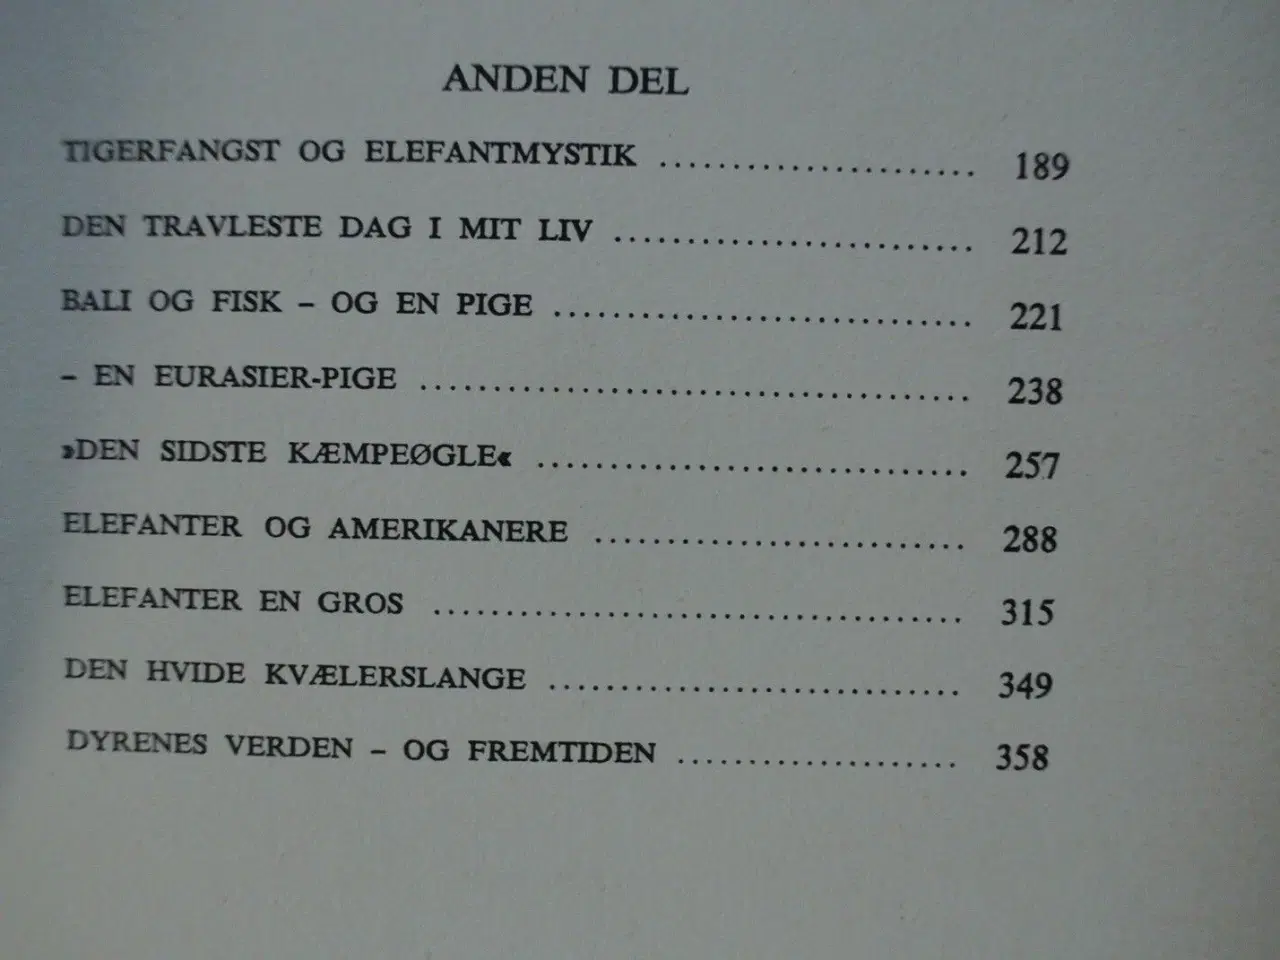 ANDEN DEL
TIGERFANGST OG ELEFANTMYSTIK ...................... 189
DEN TRAVLESTE DAG I MIT LIV ......................... 212
BALI OG FISK – OG EN PIGE ............................. 221
– EN EURASIER-PIGE ...................................... 238
»DEN SIDSTE KÆMPEØGLE« .............................. 257
ELEFANTER OG AMERIKANERE .......................... 288
ELEFANTER EN GROS ..................................... 315
DEN HVIDE KVÆLERSLANGE ............................. 349
DYRENES VERDEN – OG FREMTIDEN .................... 358